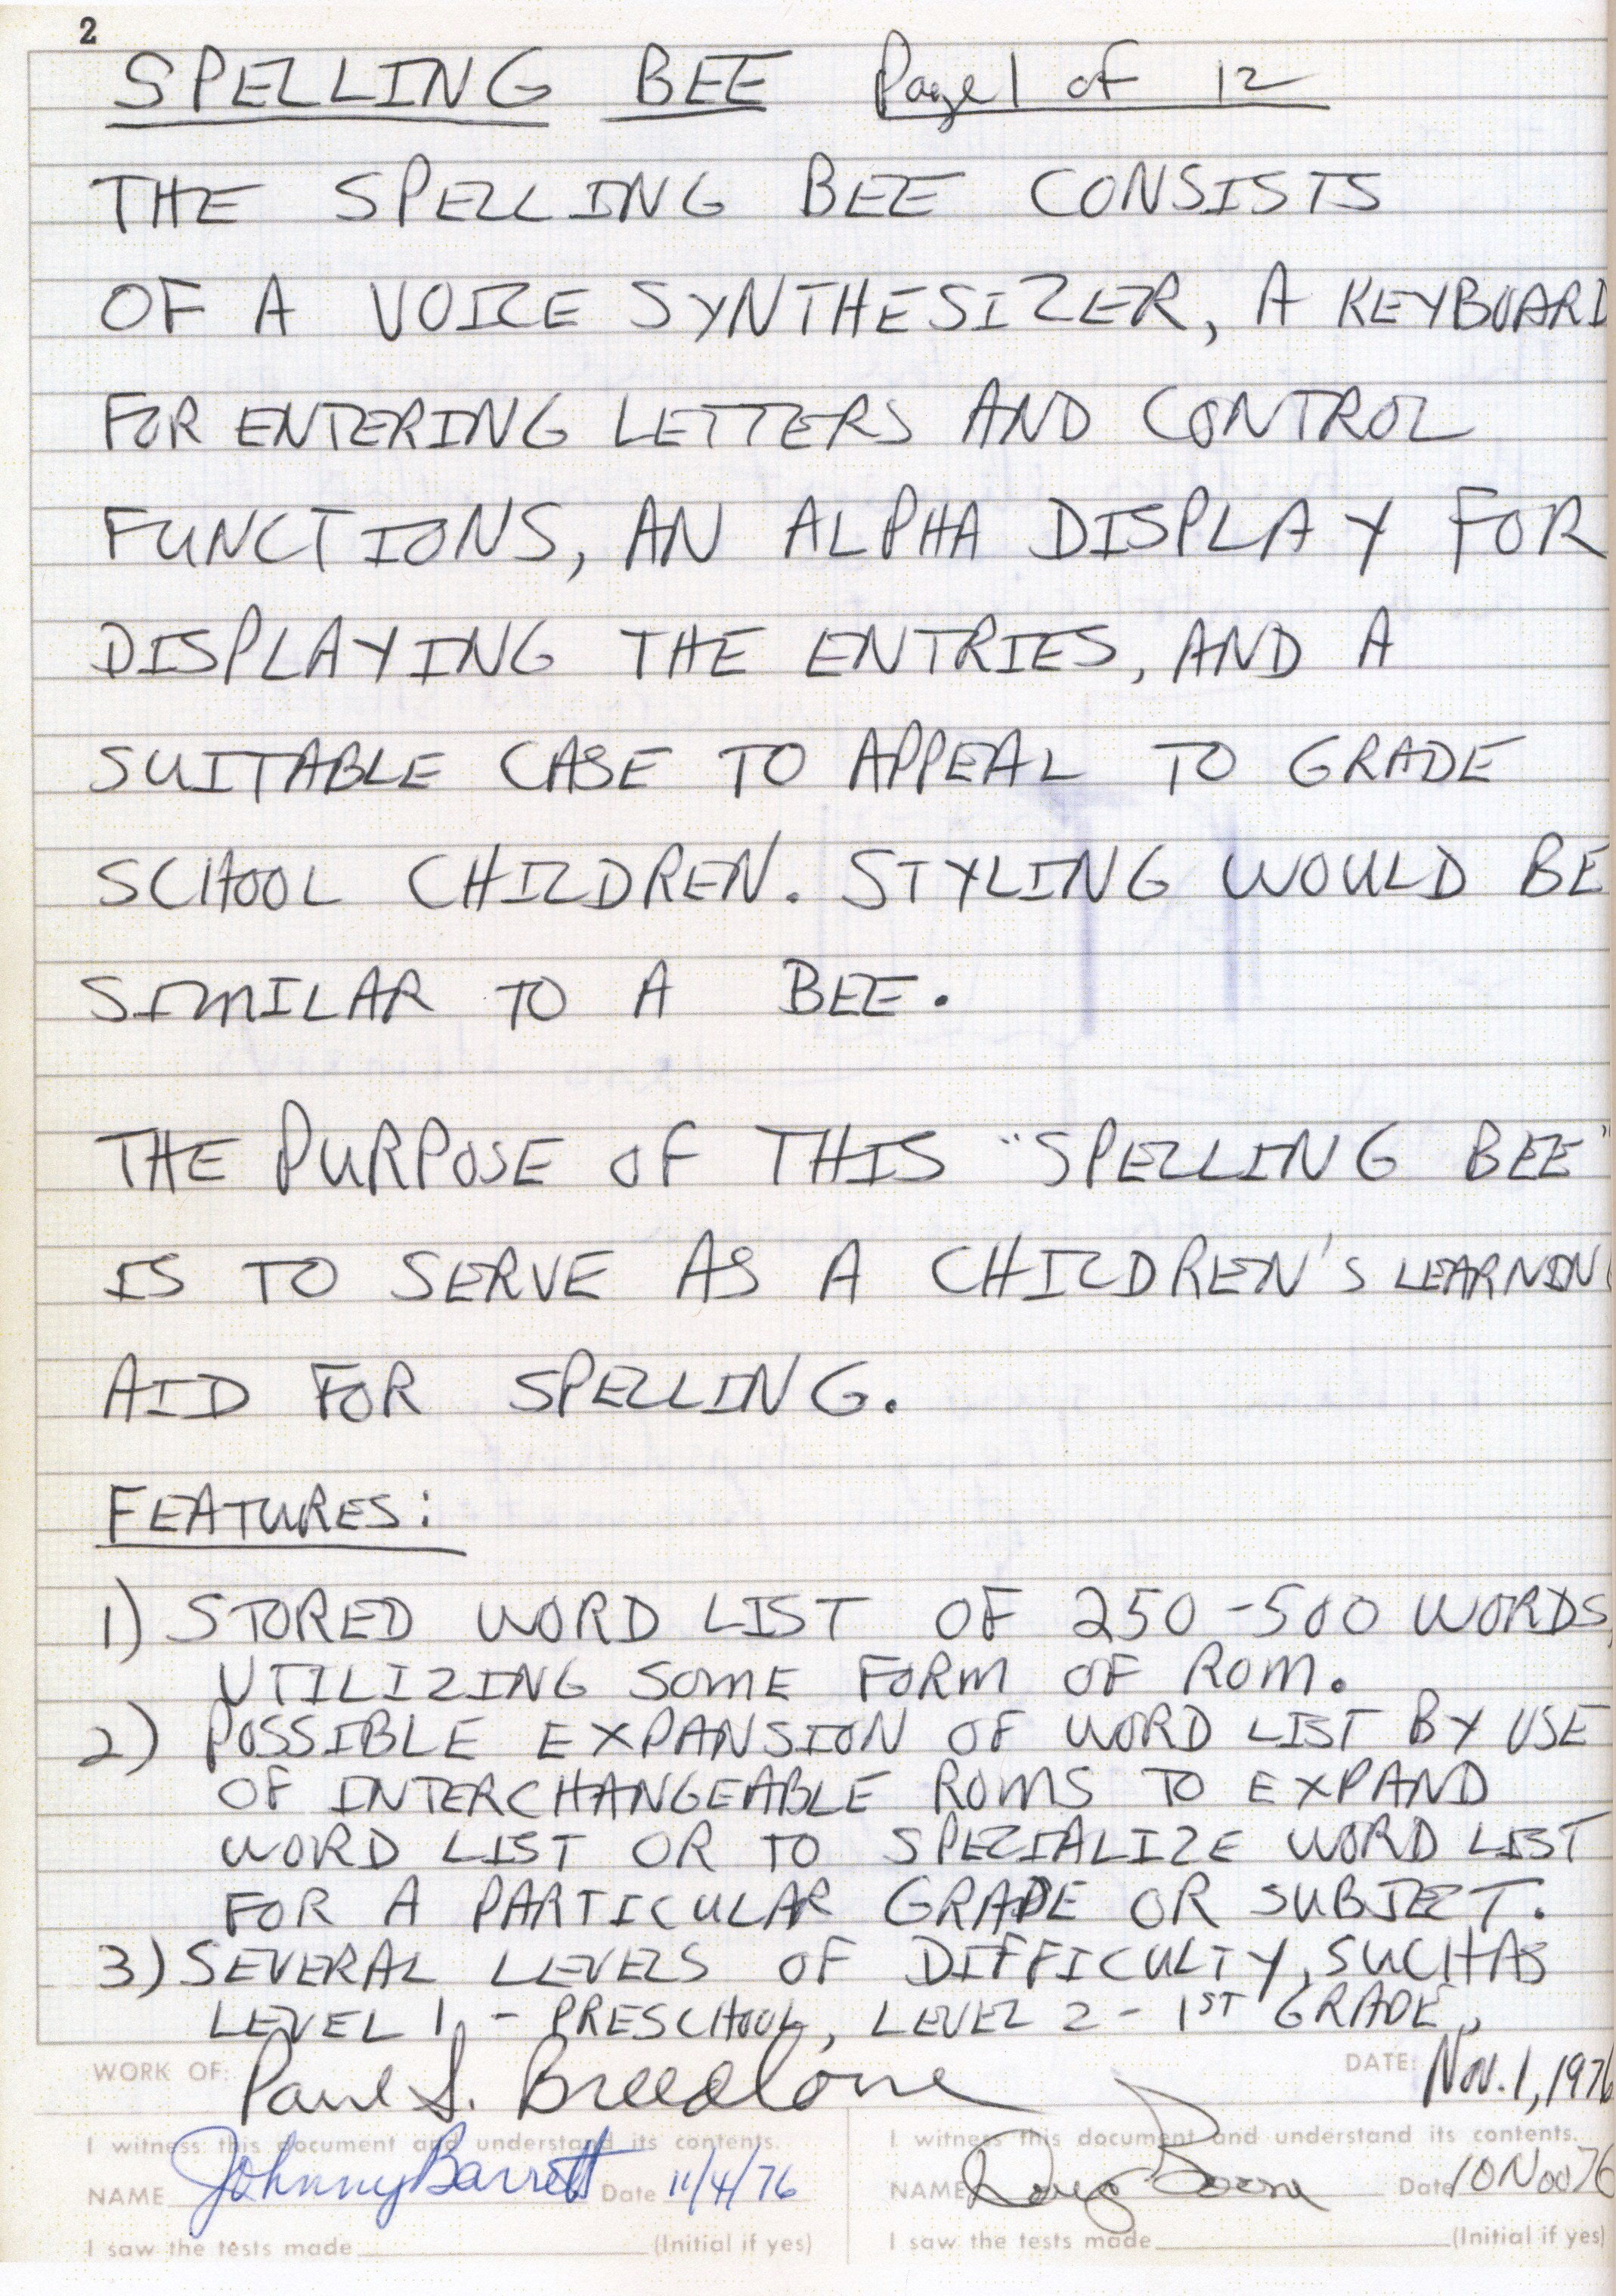 2
SPELLING BEE Page 1 of 12
THE SPELLING BEE CONSISTS
OF A VOICE SYNTHESIZER, A KEYBOARD
FOR ENTERING LETTERS AND CONTROL
FUNCTIONS, AN ALPHA DISPLAY FOR
DISPLAYING THE ENTRIES, AND A
SUITABLE CASE TO APPEAL TO GRADE
SCHOOL CHILDREN. STYLING WOULD BE
SIMILAR TO A BEE.
THE PURPOSE OF THIS "SPELLING BEE"
IS TO SERVE AS A CHILDREN'S LEARNING
AID FOR SPELLING.
FEATURES:
1) STORED WORD LIST OF 250-500 WORDS,
UTILIZING SOME FORM OF ROM.
2) POSSIBLE EXPANSION OF WORD LIST BY USE
OF INTERCHANGEABLE ROMS TO EXPAND
WORD LIST OR TO SPECIALIZE WORD LIST
FOR A PARTICULAR GRADE OR SUBJECT.
3) SEVERAL LEVELS OF DIFFICULTY, SUCH AS
LEVEL 1 - PRESCHOOL, LEVEL 2 - 1ST GRADE,
WORK OF: Paul S. Breedlove DATE: Nov. 1, 1976
I witness this document and understand its contents.
NAME Johnny Barrett Date 11/4/76
I saw the tests made (Initial if yes)
I witness this document and understand its contents.
NAME Doug Boone Date 10 Nov 76
I saw the tests made (Initial if yes)